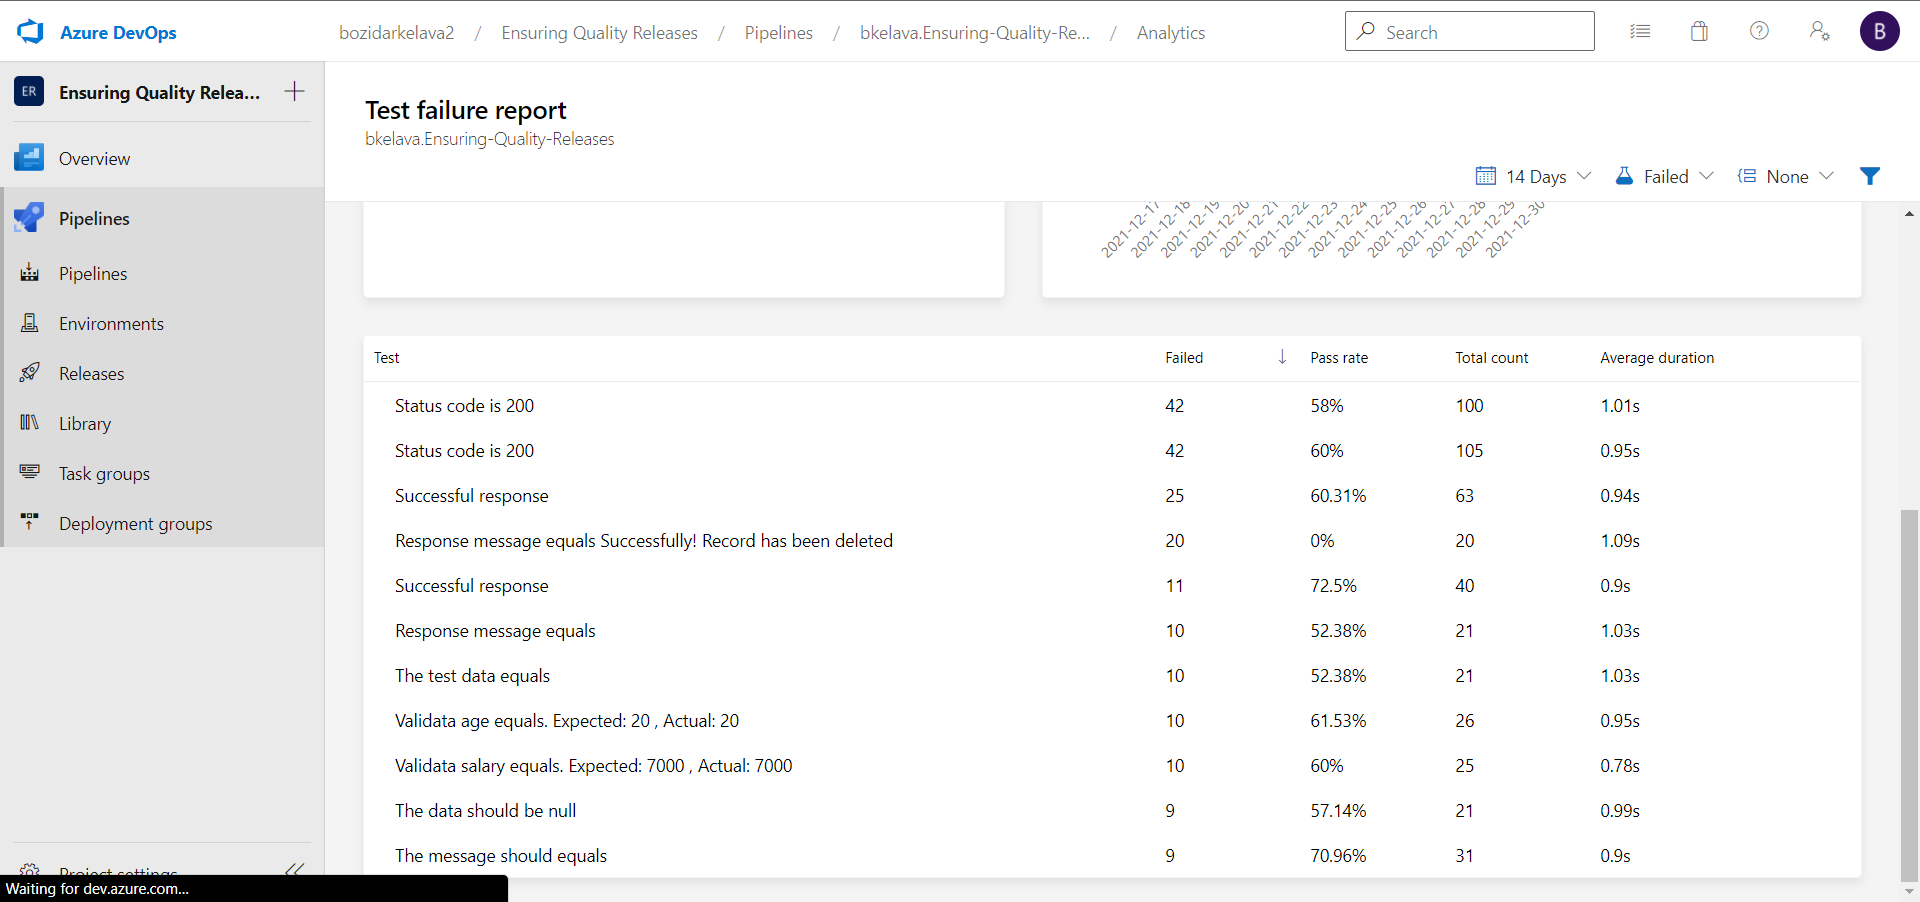 Azure DevOps
bozidarkelava2 / Ensuring Quality Releases / Pipelines / bkelava.Ensuring-Quality-Re... / Analytics
Search
B
ER
Ensuring Quality Relea...
Overview
Pipelines
Pipelines
Environments
Releases
Library
Task groups
Deployment groups
Project settings
Waiting for dev.azure.com...
Test failure report
bkelava.Ensuring-Quality-Releases
14 Days Failed None
2021-12-17
2021-12-18
2021-12-19
2021-12-20
2021-12-21
2021-12-22
2021-12-23
2021-12-24
2021-12-25
2021-12-26
2021-12-27
2021-12-28
2021-12-29
2021-12-30
Test Failed Pass rate Total count Average duration
Status code is 200 42 58% 100 1.01s
Status code is 200 42 60% 105 0.95s
Successful response 25 60.31% 63 0.94s
Response message equals Successfully! Record has been deleted 20 0% 20 1.09s
Successful response 11 72.5% 40 0.9s
Response message equals 10 52.38% 21 1.03s
The test data equals 10 52.38% 21 1.03s
Validata age equals. Expected: 20 , Actual: 20 10 61.53% 26 0.95s
Validata salary equals. Expected: 7000 , Actual: 7000 10 60% 25 0.78s
The data should be null 9 57.14% 21 0.99s
The message should equals 9 70.96% 31 0.9s